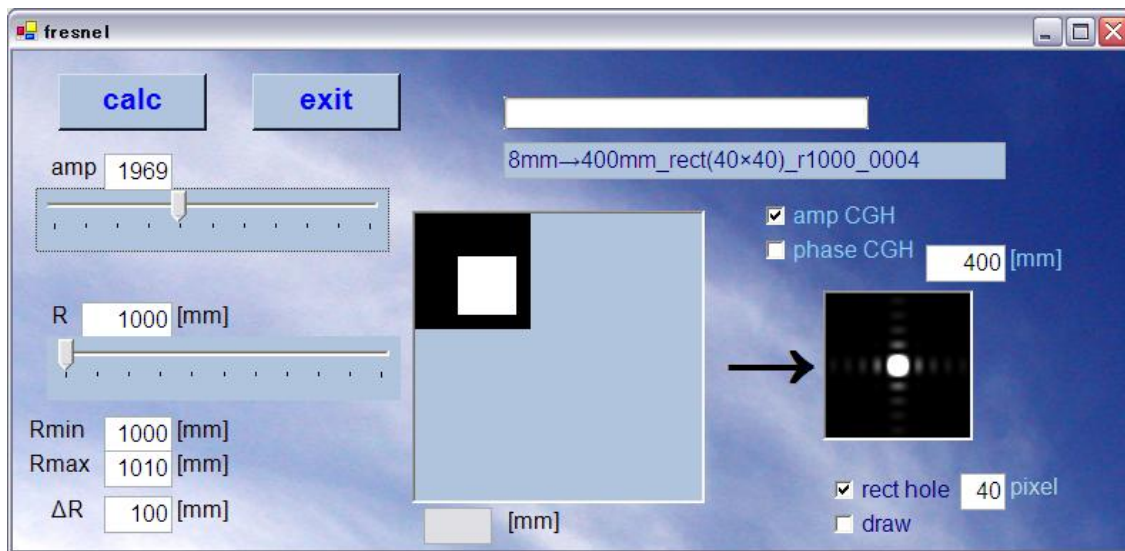 fresnel
calc
exit
8mm→400mm_rect(40×40)_r1000_0004
amp 1969
amp CGH
phase CGH
400 [mm]
R 1000 [mm]
Rmin 1000 [mm]
Rmax 1010 [mm]
ΔR 100 [mm]
[mm]
rect hole 40 pixel
draw